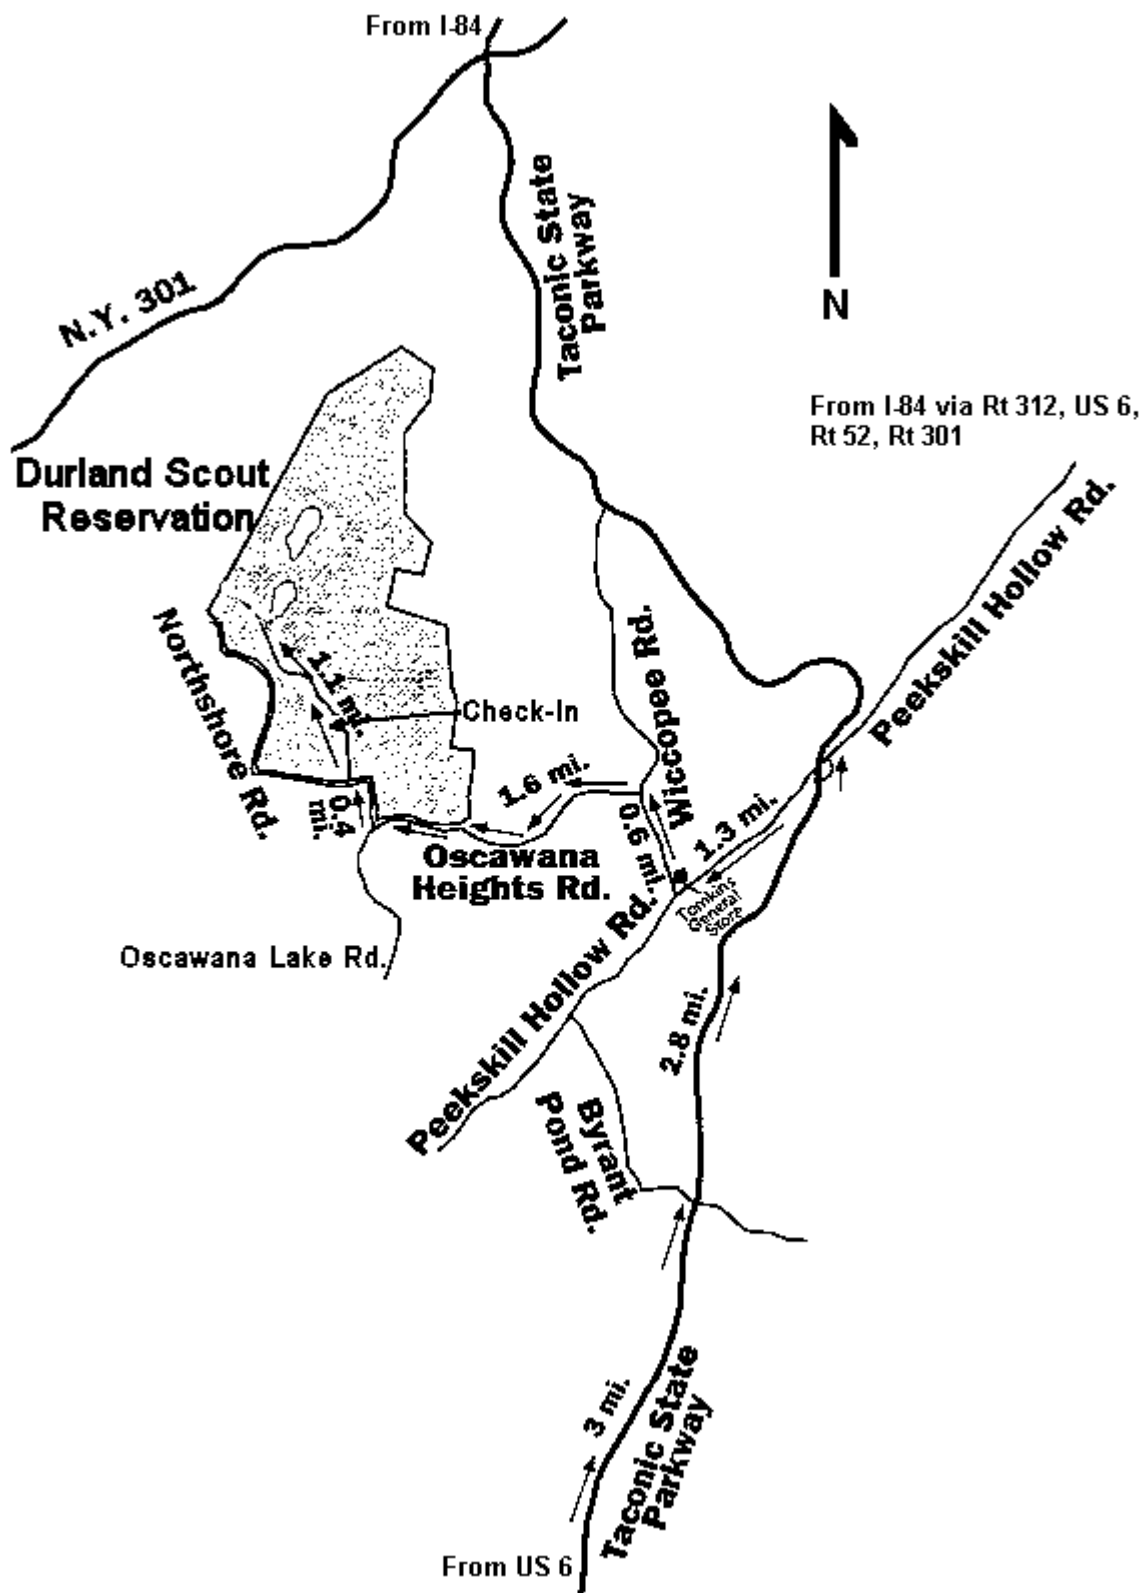 From I-84
Taconic State
Parkway
N.Y. 301
N
From I-84 via Rt 312, US 6,
Rt 52, Rt 301
Durland Scout
Reservation
Peekskill Hollow Rd.
Northshore Rd.
1.1 mi.
Check-In
Wiccopee Rd.
1.6 mi.
0.4
mi.
0.6 mi.
1.3 mi.
Oscawana
Heights Rd.
Tomkins
General
Store
Oscawana Lake Rd.
Peekskill Hollow Rd.
2.8 mi.
Byrant
Pond Rd.
3 mi.
Taconic State
Parkway
From US 6